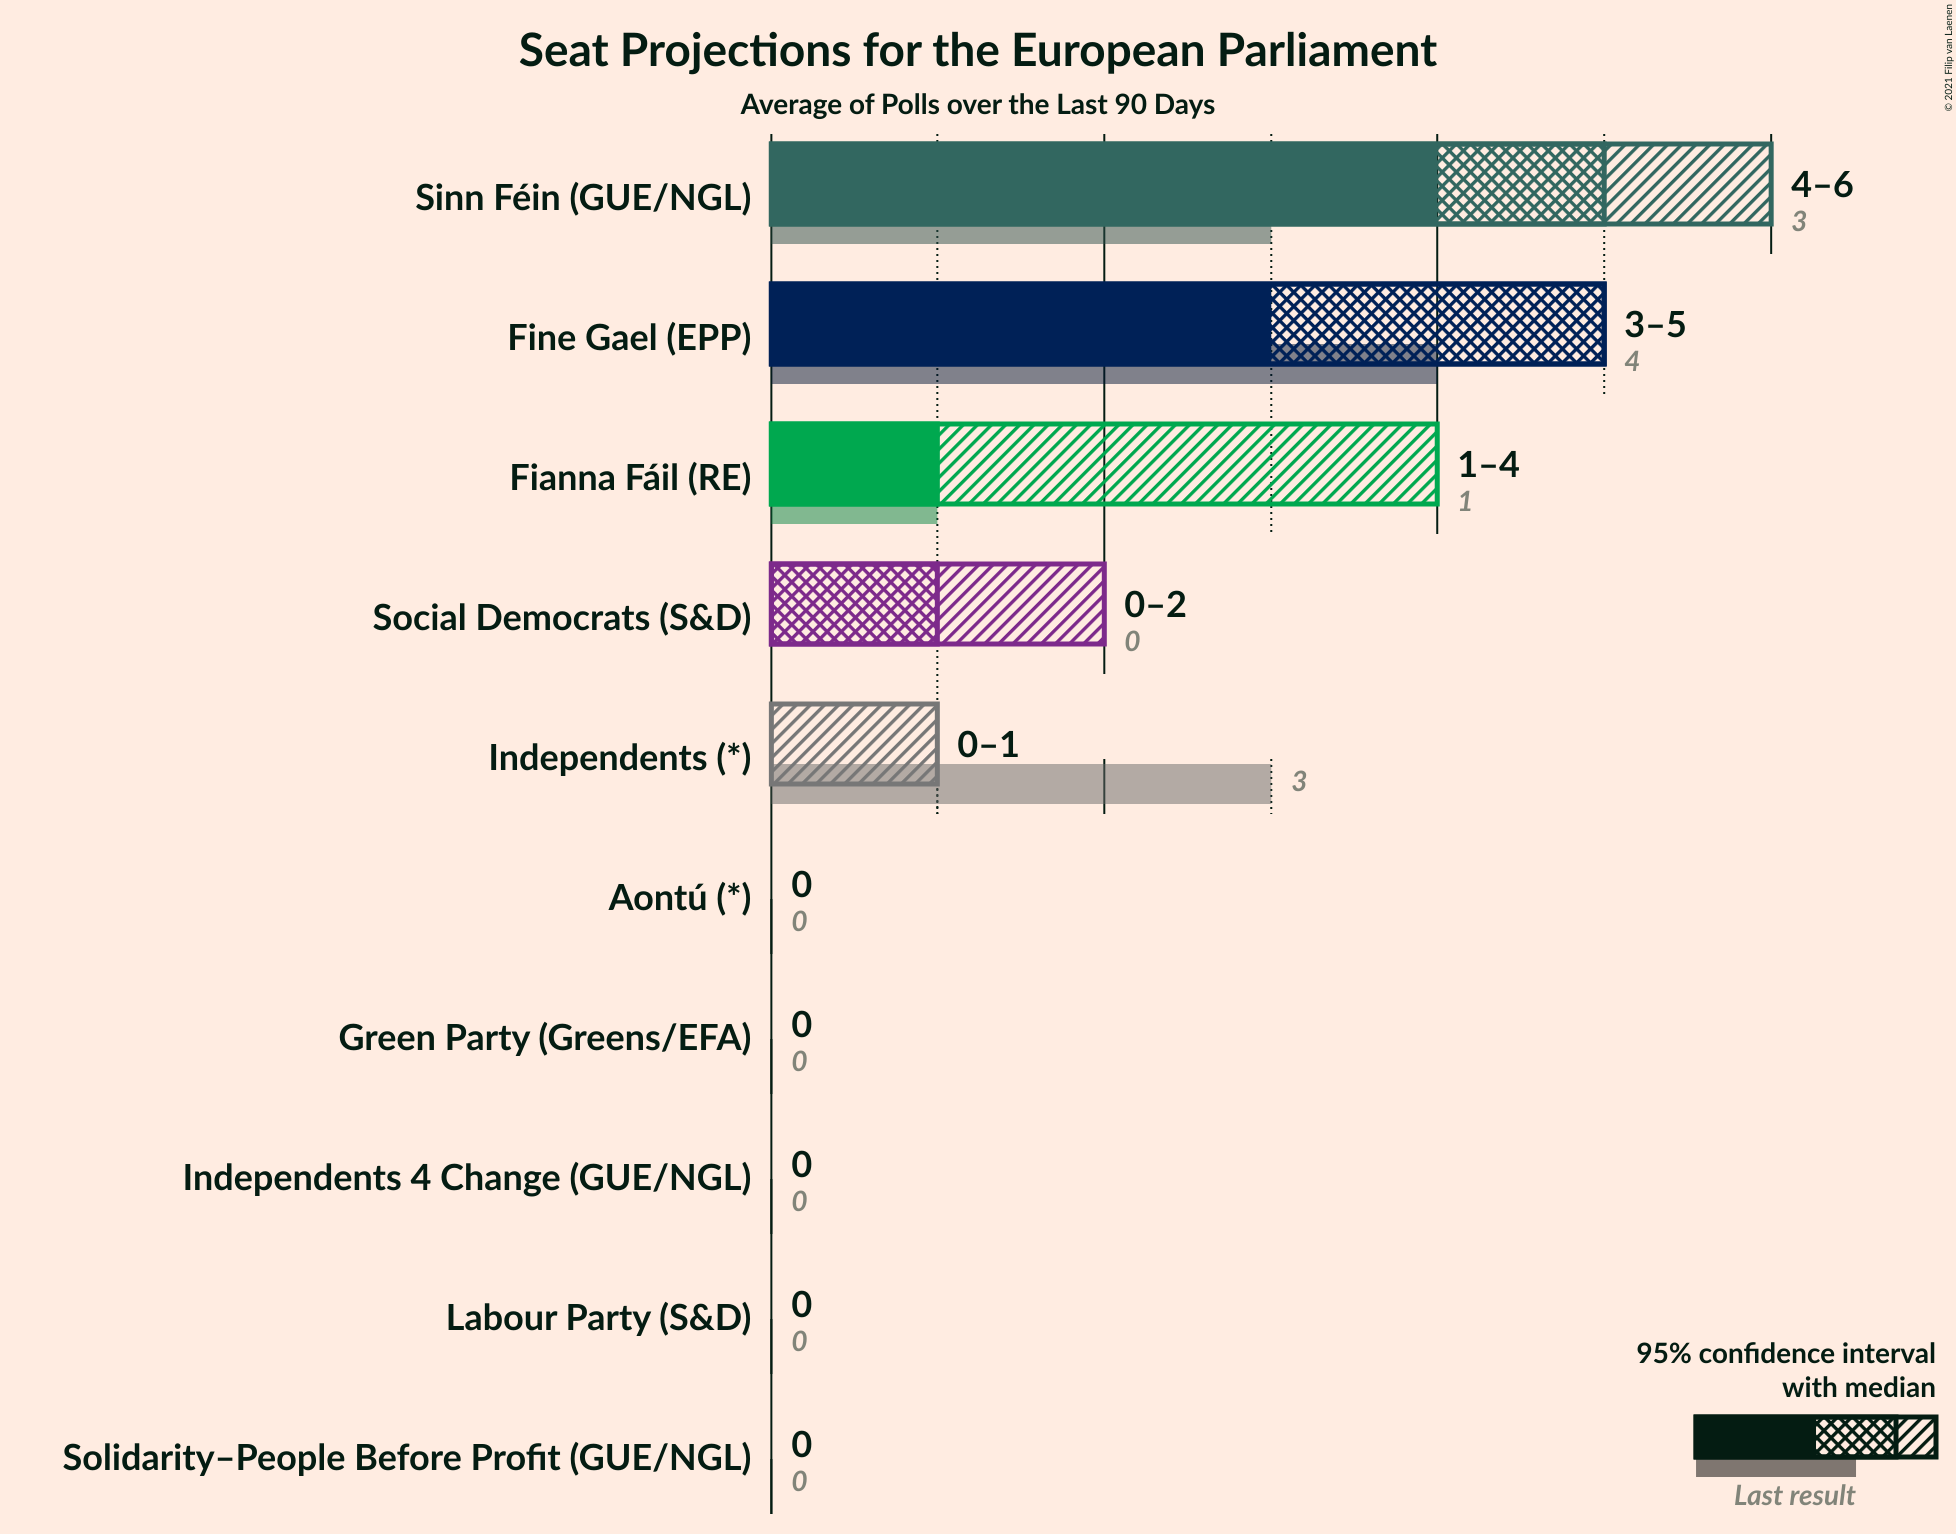 Seat Projections for the European Parliament
Average of Polls over the Last 90 Days
© 2021 Filip van Laenen
Sinn Féin (GUE/NGL)
4–6
3
Fine Gael (EPP)
3–5
4
Fianna Fáil (RE)
1–4
1
Social Democrats (S&D)
0–2
0
Independents (*)
0–1
3
Aontú (*)
0
0
Green Party (Greens/EFA)
0
0
Independents 4 Change (GUE/NGL)
0
0
Labour Party (S&D)
0
0
Solidarity–People Before Profit (GUE/NGL)
0
0
95% confidence interval
with median
Last result